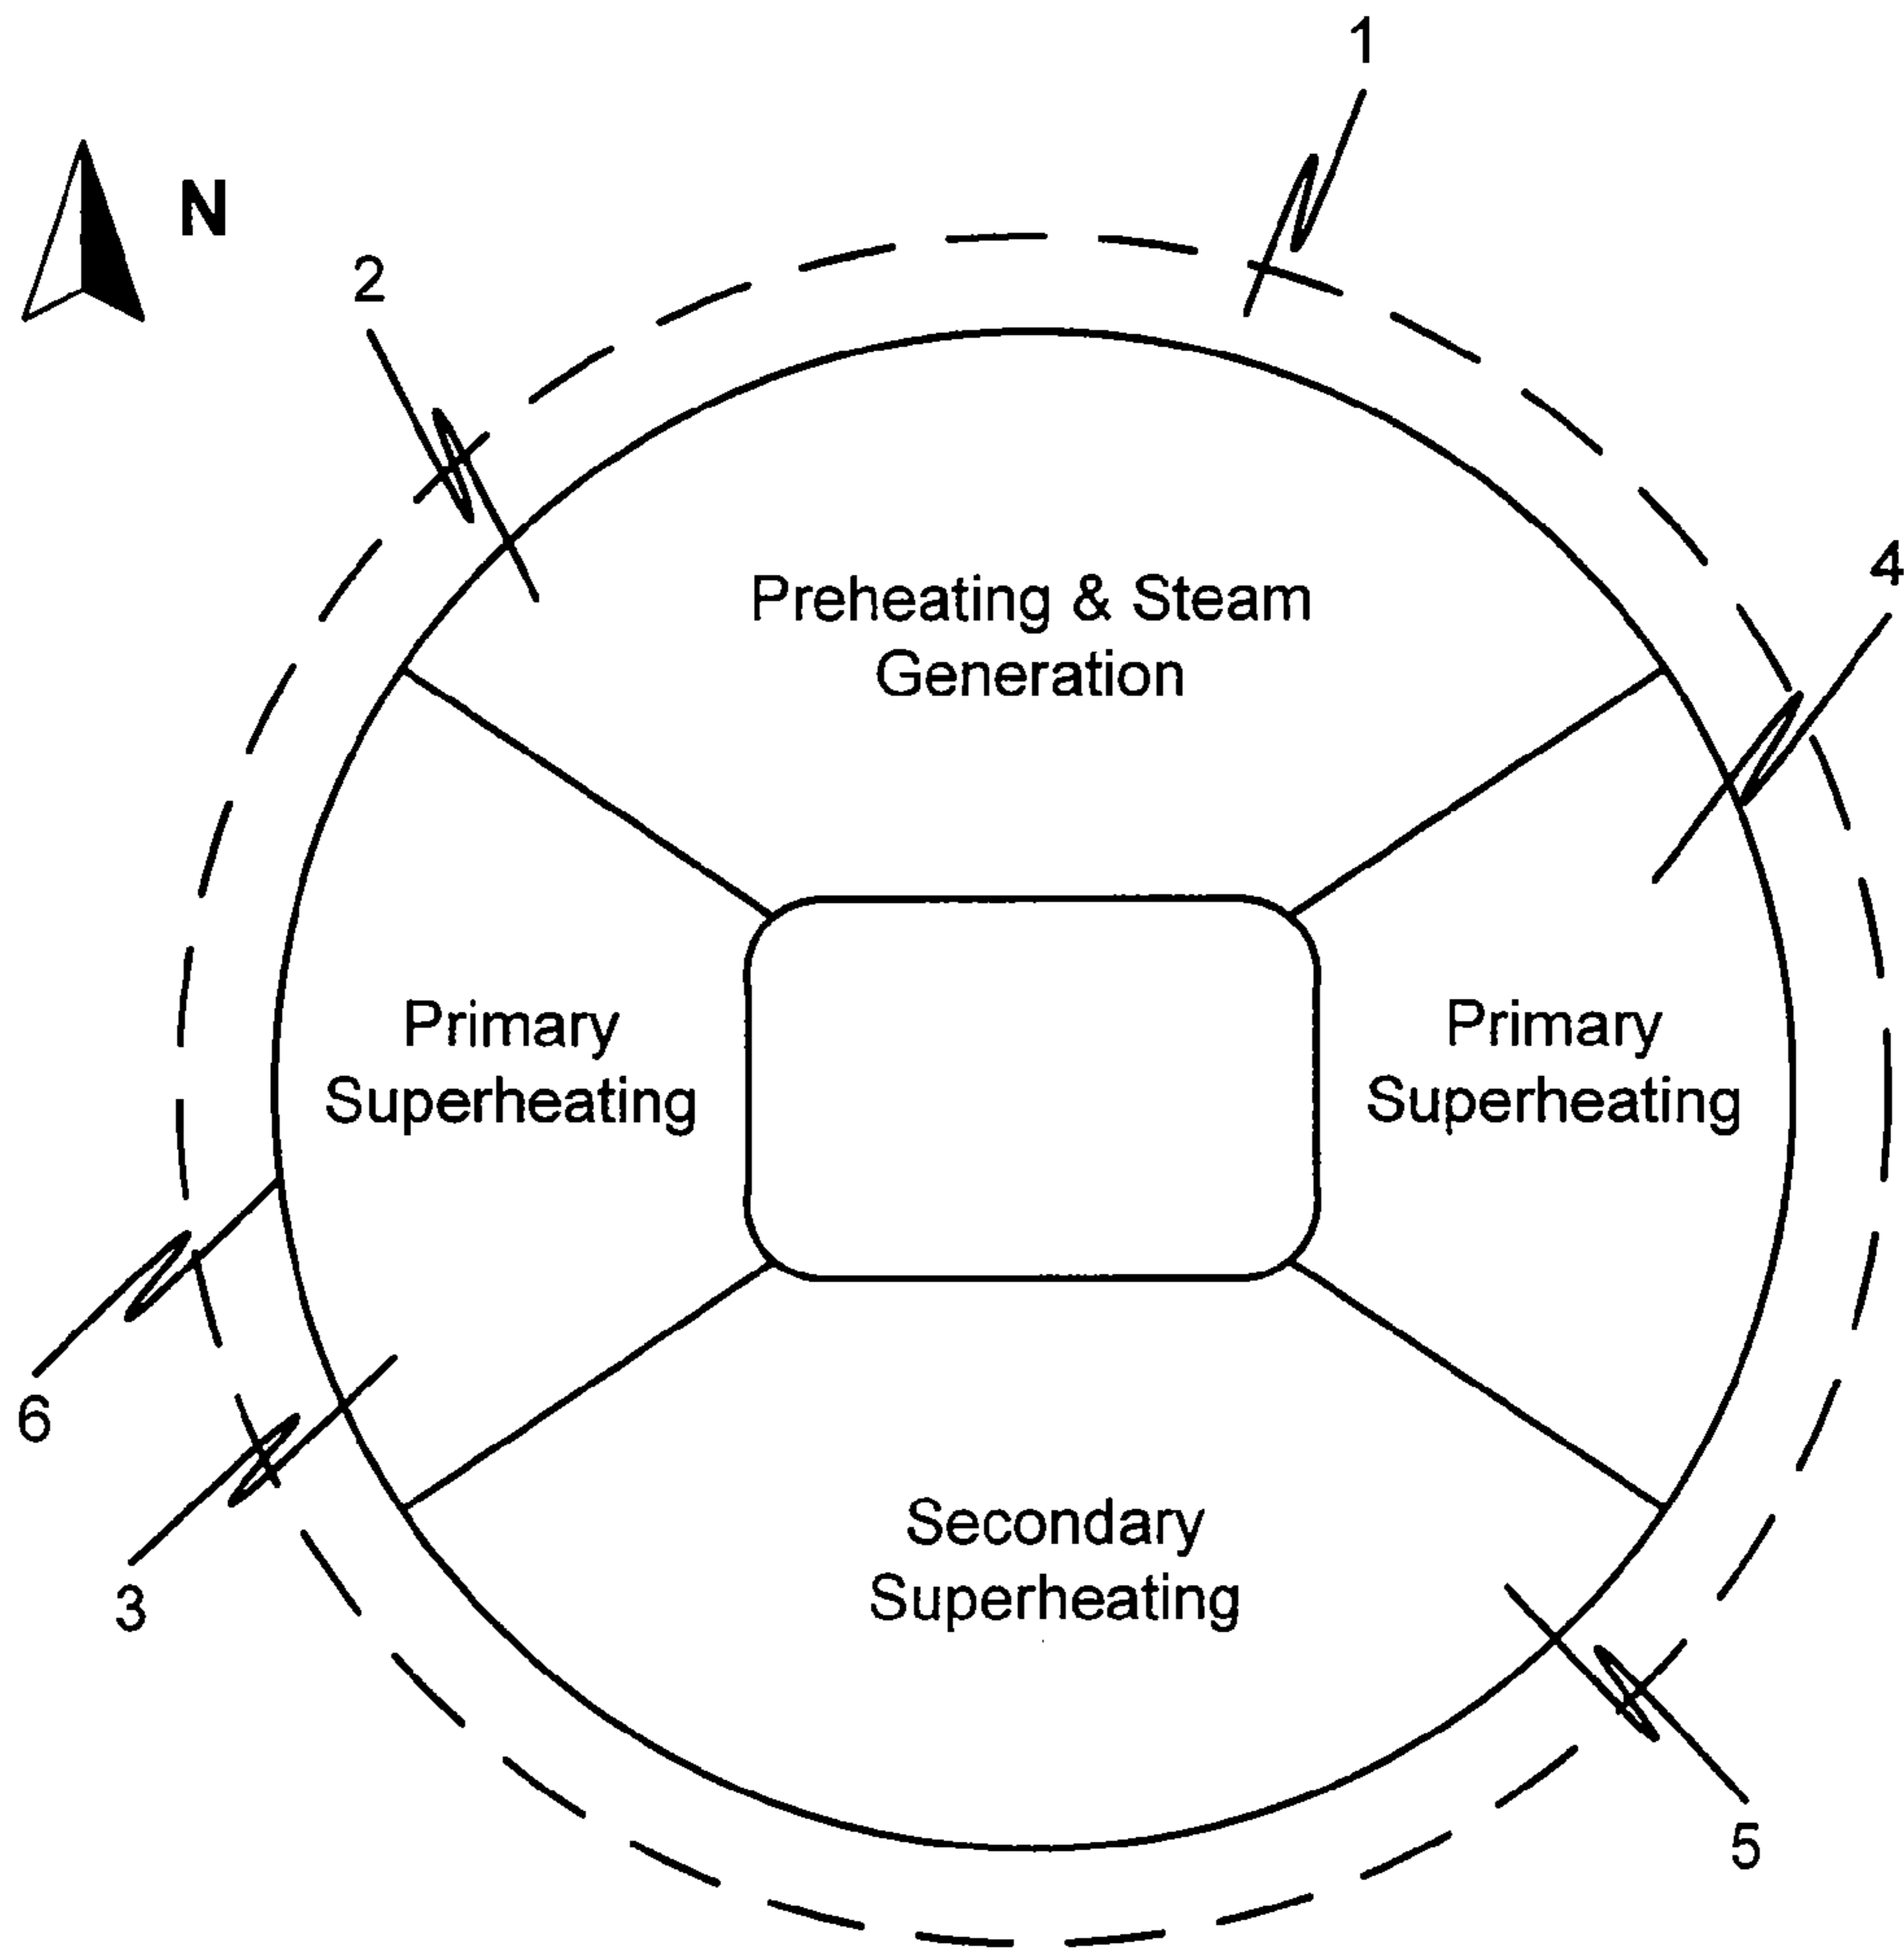 1
N
2
4
Preheating & Steam
Generation
Primary
Superheating
Primary
Superheating
6
3
Secondary
Superheating
5